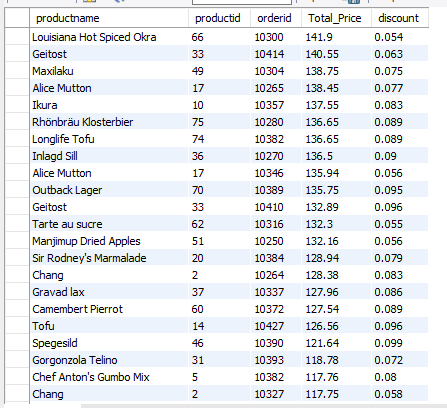 productname productid orderid Total_Price discount
Louisiana Hot Spiced Okra 66 10300 141.9 0.054
Geitost 33 10414 140.55 0.063
Maxilaku 49 10304 138.75 0.075
Alice Mutton 17 10265 138.45 0.077
Ikura 10 10357 137.55 0.083
Rhönbräu Klosterbier 75 10280 136.65 0.089
Longlife Tofu 74 10382 136.65 0.089
Inlagd Sill 36 10270 136.5 0.09
Alice Mutton 17 10346 135.94 0.056
Outback Lager 70 10389 135.75 0.095
Geitost 33 10410 132.89 0.096
Tarte au sucre 62 10316 132.3 0.055
Manjimup Dried Apples 51 10250 132.16 0.056
Sir Rodney's Marmalade 20 10384 128.94 0.079
Chang 2 10264 128.38 0.083
Gravad lax 37 10337 127.96 0.086
Camembert Pierrot 60 10372 127.54 0.089
Tofu 14 10427 126.56 0.096
Spegesild 46 10390 121.64 0.099
Gorgonzola Telino 31 10393 118.78 0.072
Chef Anton's Gumbo Mix 5 10382 117.76 0.08
Chang 2 10327 117.75 0.058